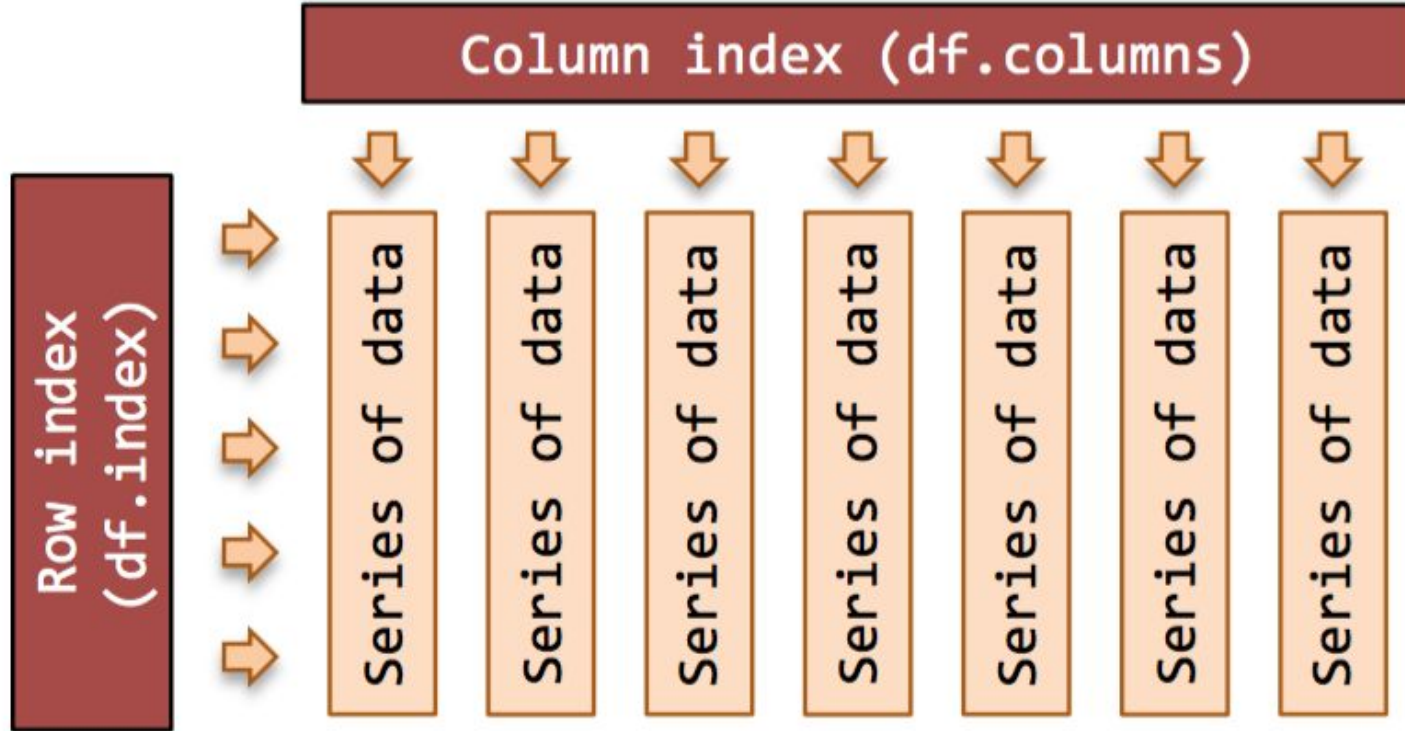 Column index (df.columns)
Row index
(df.index)
Series of data
Series of data
Series of data
Series of data
Series of data
Series of data
Series of data